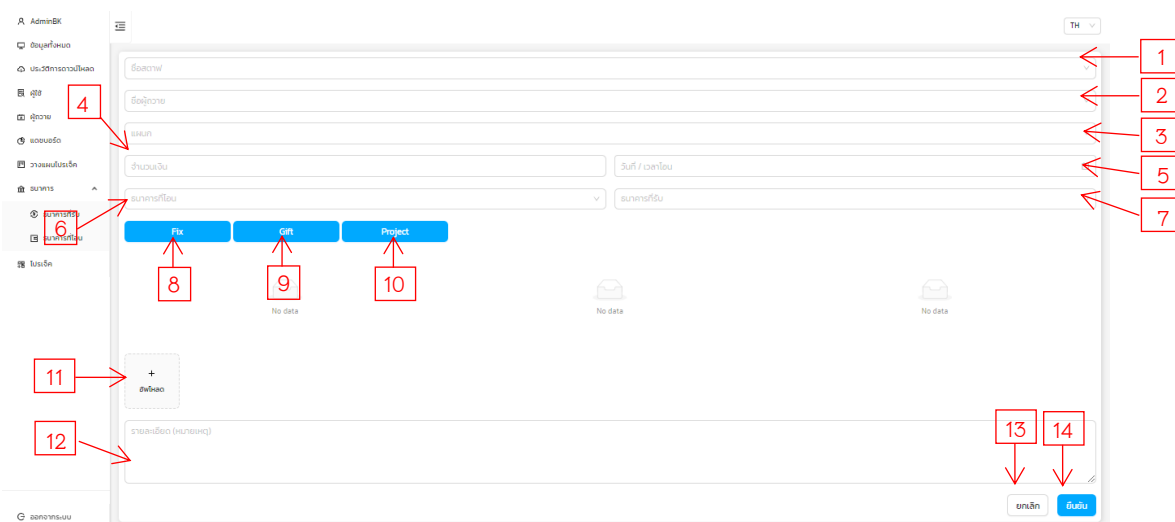 AdminBK
TH
ข้อมูลทั้งหมด
ประวัติการดาวน์โหลด
ผู้ใช้
ผู้ถวาย
แดชบอร์ด
วางแผนโปรเจ็ค
ธนาคาร
ธนาคารที่รับ
ธนาคารที่โอน
โปรเจ็ค
ออกจากระบบ
ชื่อสตาฟ
1
ชื่อผู้ถวาย
2
4
แผนก
3
จำนวนเงิน
วันที่ / เวลาโอน
5
6
ธนาคารที่โอน
ธนาคารที่รับ
7
Fix
Gift
Project
8
9
10
No data
No data
No data
11
+
อัพโหลด
12
รายละเอียด (หมายเหตุ)
13
14
ยกเลิก
ยืนยัน